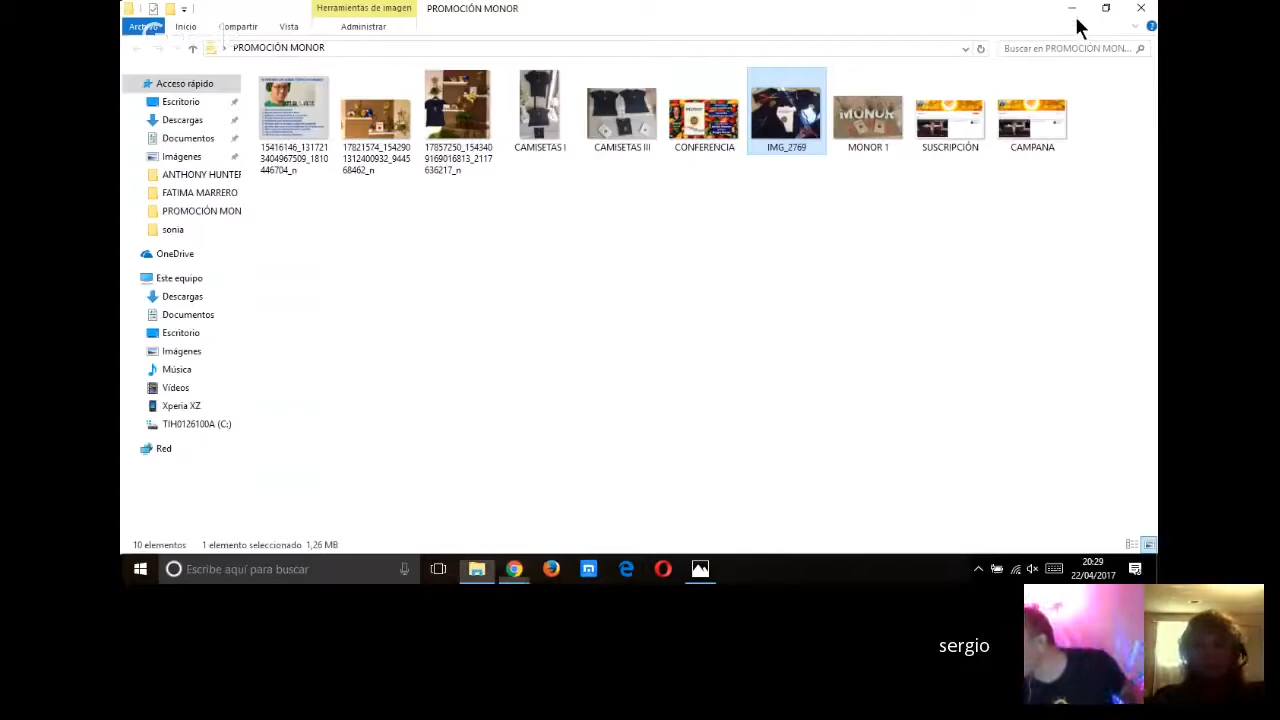 Herramientas de imagen
PROMOCIÓN MONOR
Archivo
Inicio
Compartir
Vista
Administrar
PROMOCIÓN MONOR
Buscar en PROMOCIÓN MON...
Acceso rápido
Escritorio
Descargas
Documentos
Imágenes
ANTHONY HUNTER
FATIMA MARRERO
PROMOCIÓN MON
sonia
OneDrive
Este equipo
Descargas
Documentos
Escritorio
Imágenes
Música
Vídeos
Xperia XZ
TIH0126100A (C:)
Red
15416146_131721
3404967509_1810
446704_n
17821574_154290
1312400932_9445
68462_n
17857250_154340
9169016813_2117
636217_n
CAMISETAS I
CAMISETAS III
CONFERENCIA
IMG_2769
MONOR
MONOR 1
SUSCRIPCIÓN
CAMPANA
10 elementos
1 elemento seleccionado 1,26 MB
Escribe aquí para buscar
20:29
22/04/2017
sergio